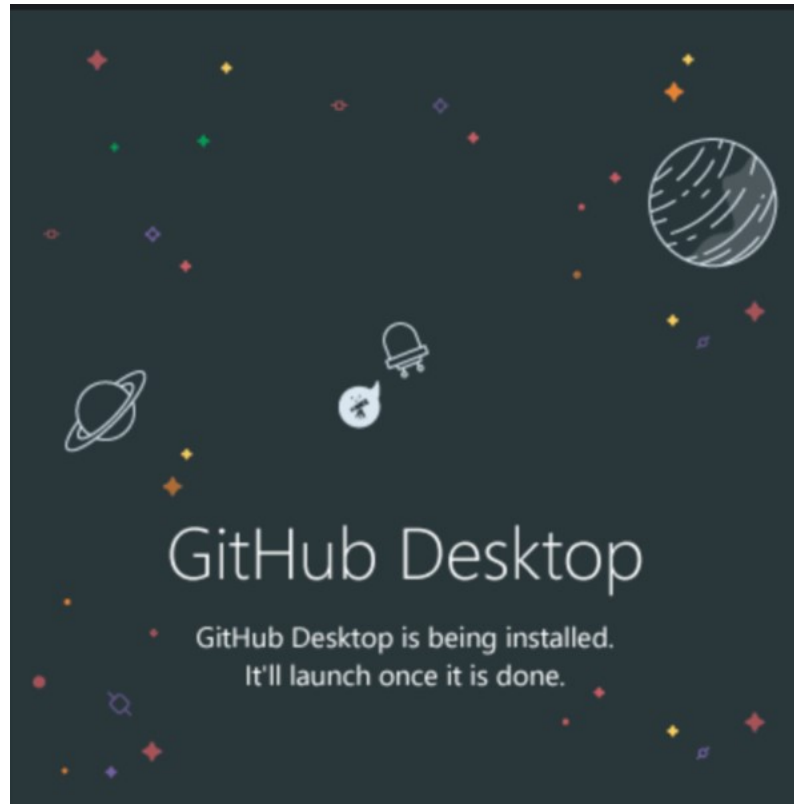 GitHub Desktop
GitHub Desktop is being installed.
It'll launch once it is done.